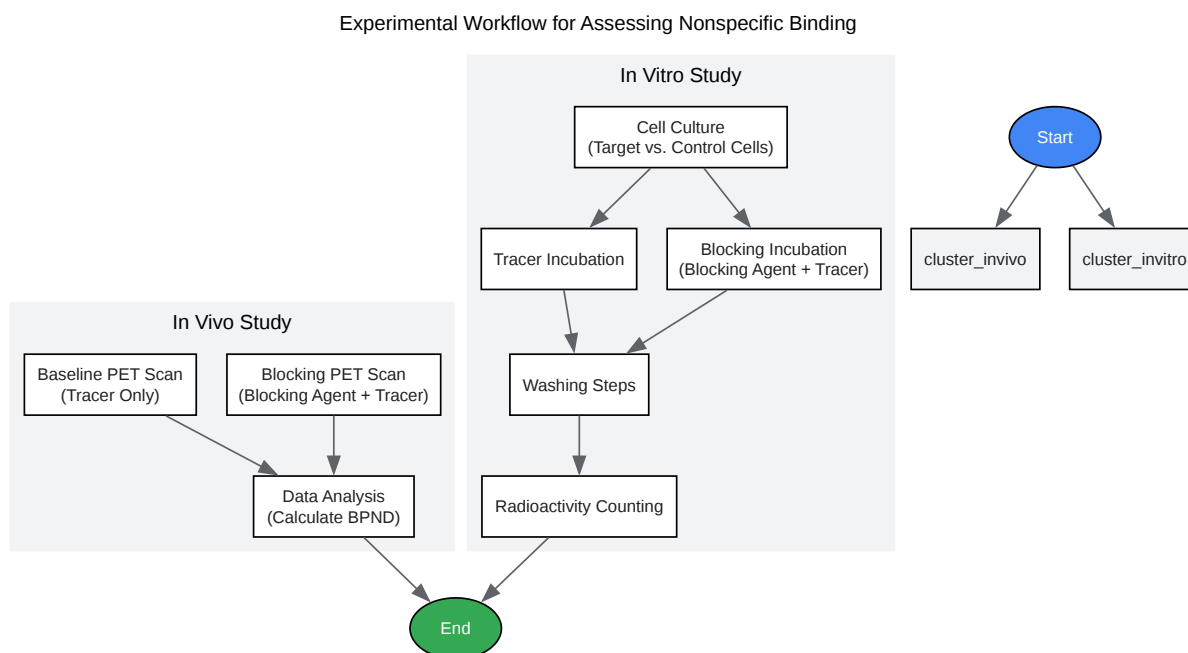 Experimental Workflow for Assessing Nonspecific Binding
In Vitro Study
Cell Culture
(Target vs. Control Cells)
Start
Tracer Incubation
Blocking Incubation
(Blocking Agent + Tracer)
cluster_invivo
cluster_invitro
In Vivo Study
Baseline PET Scan
(Tracer Only)
Blocking PET Scan
(Blocking Agent + Tracer)
Washing Steps
Data Analysis
(Calculate BPND)
Radioactivity Counting
End